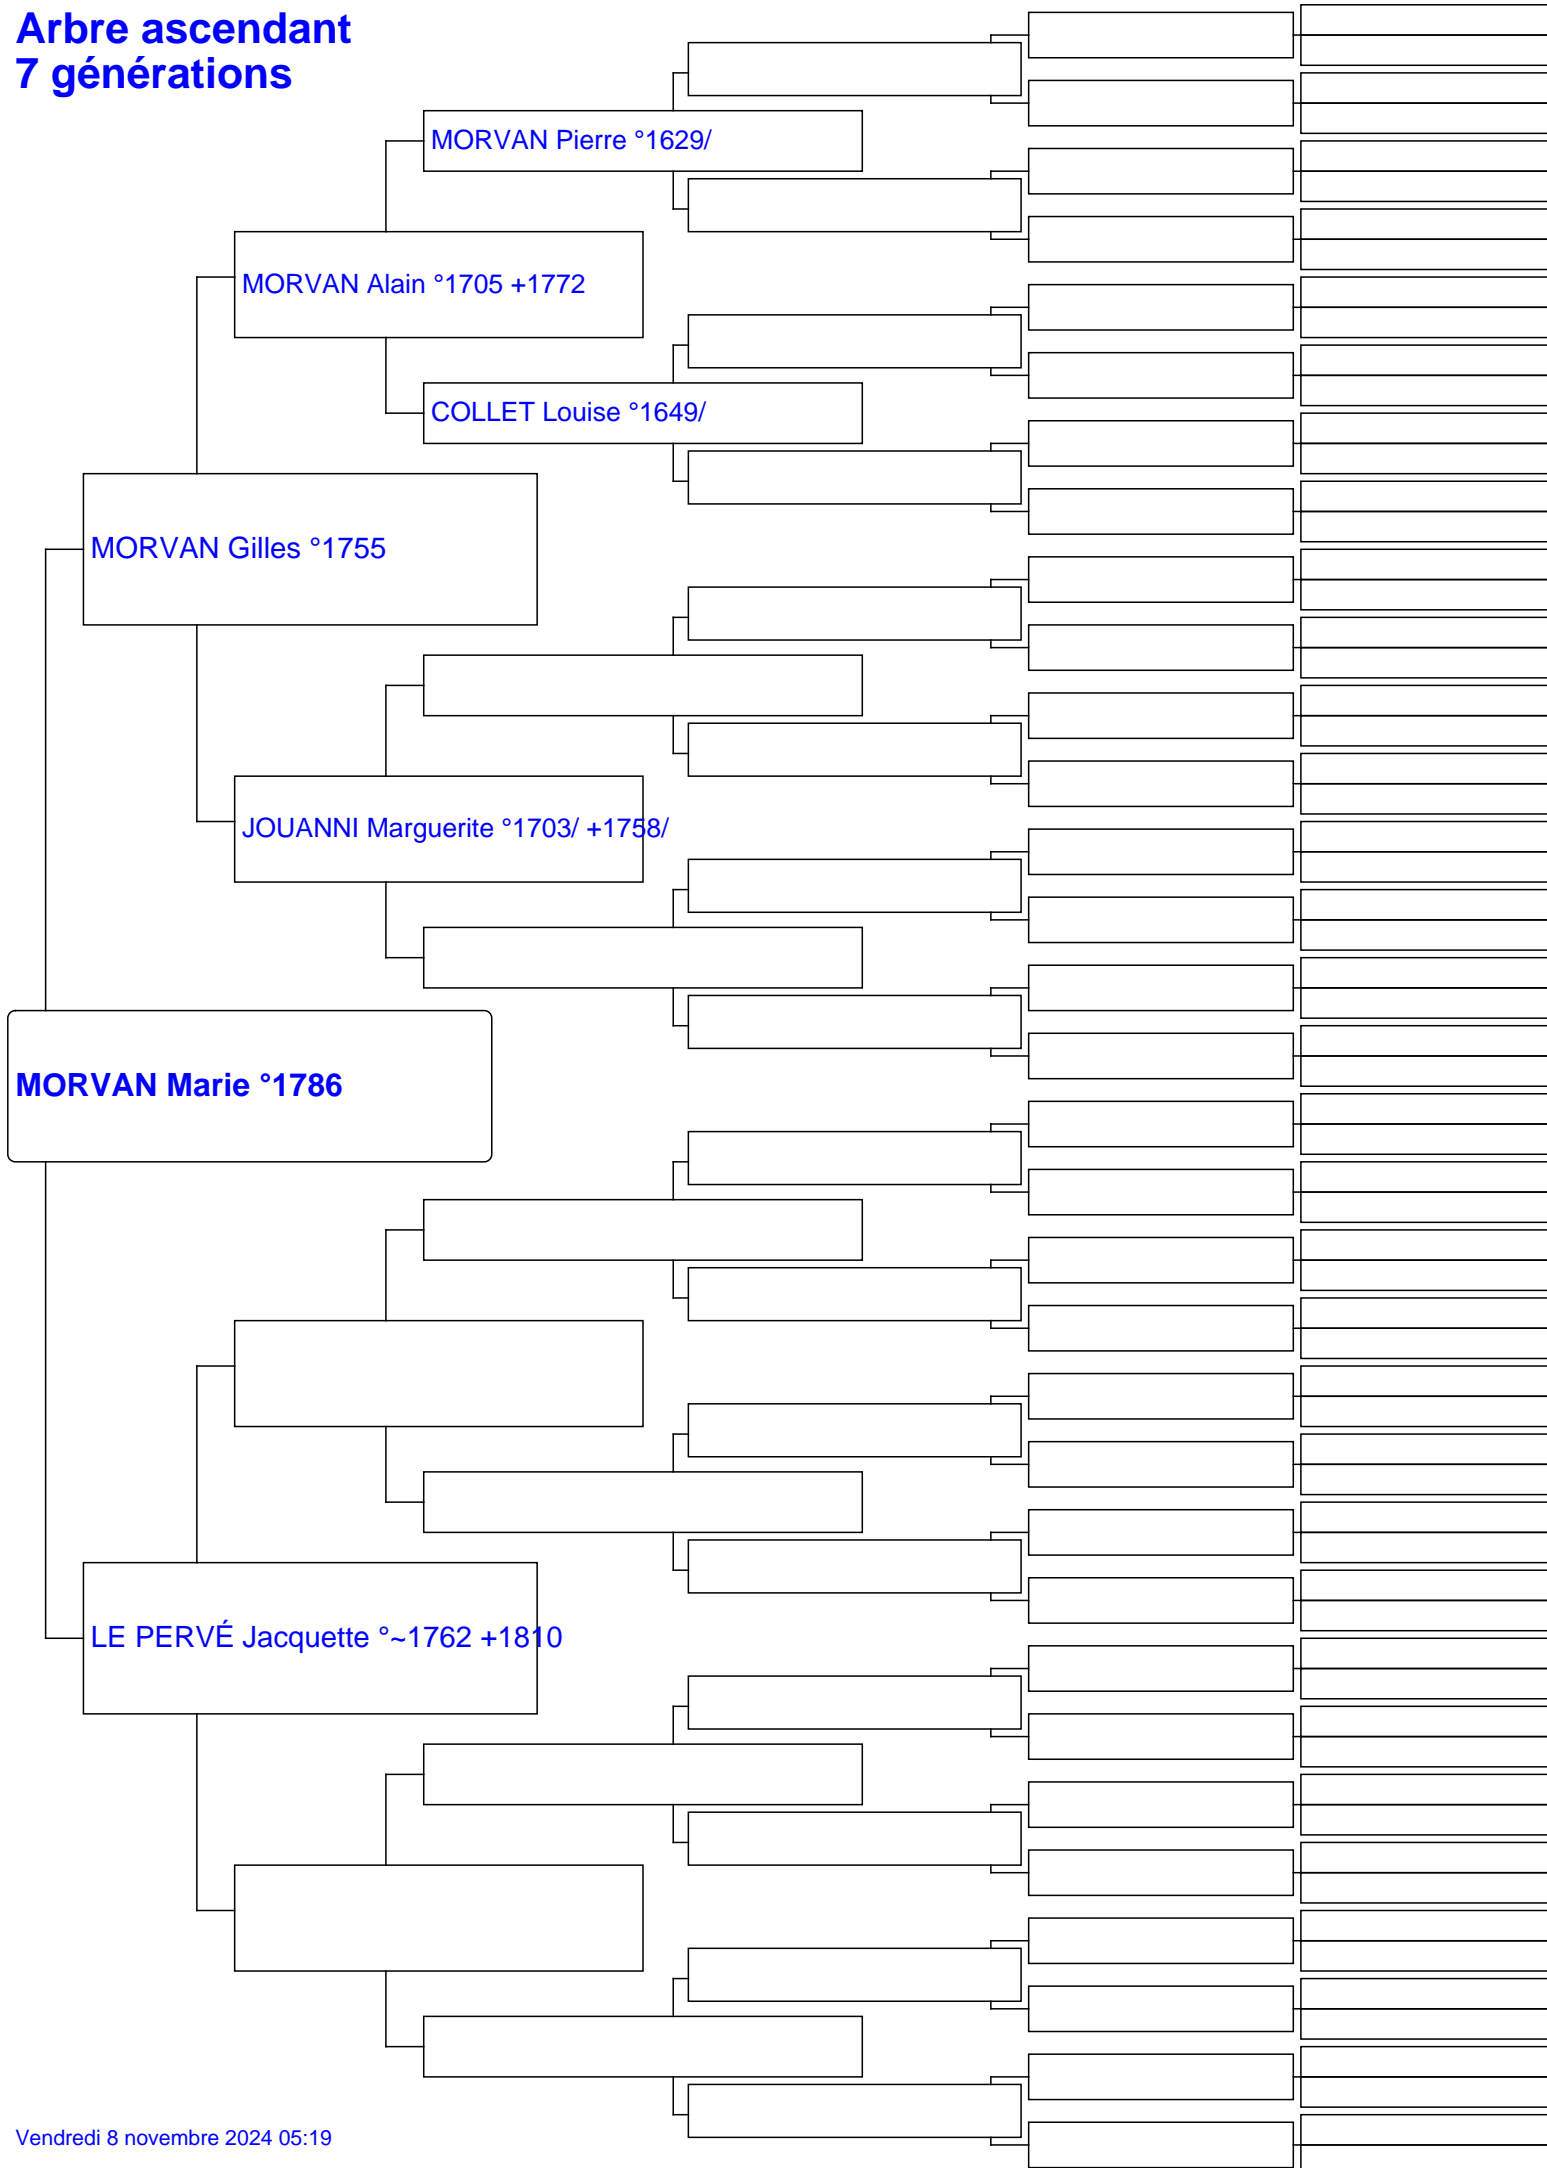 Arbre ascendant
7 générations
MORVAN Pierre °1629/
MORVAN Alain °1705 +1772
COLLET Louise °1649/
MORVAN Gilles °1755
JOUANNI Marguerite °1703/ +1758/
MORVAN Marie °1786
LE PERVÉ Jacquette °~1762 +1810
Vendredi 8 novembre 2024 05:19